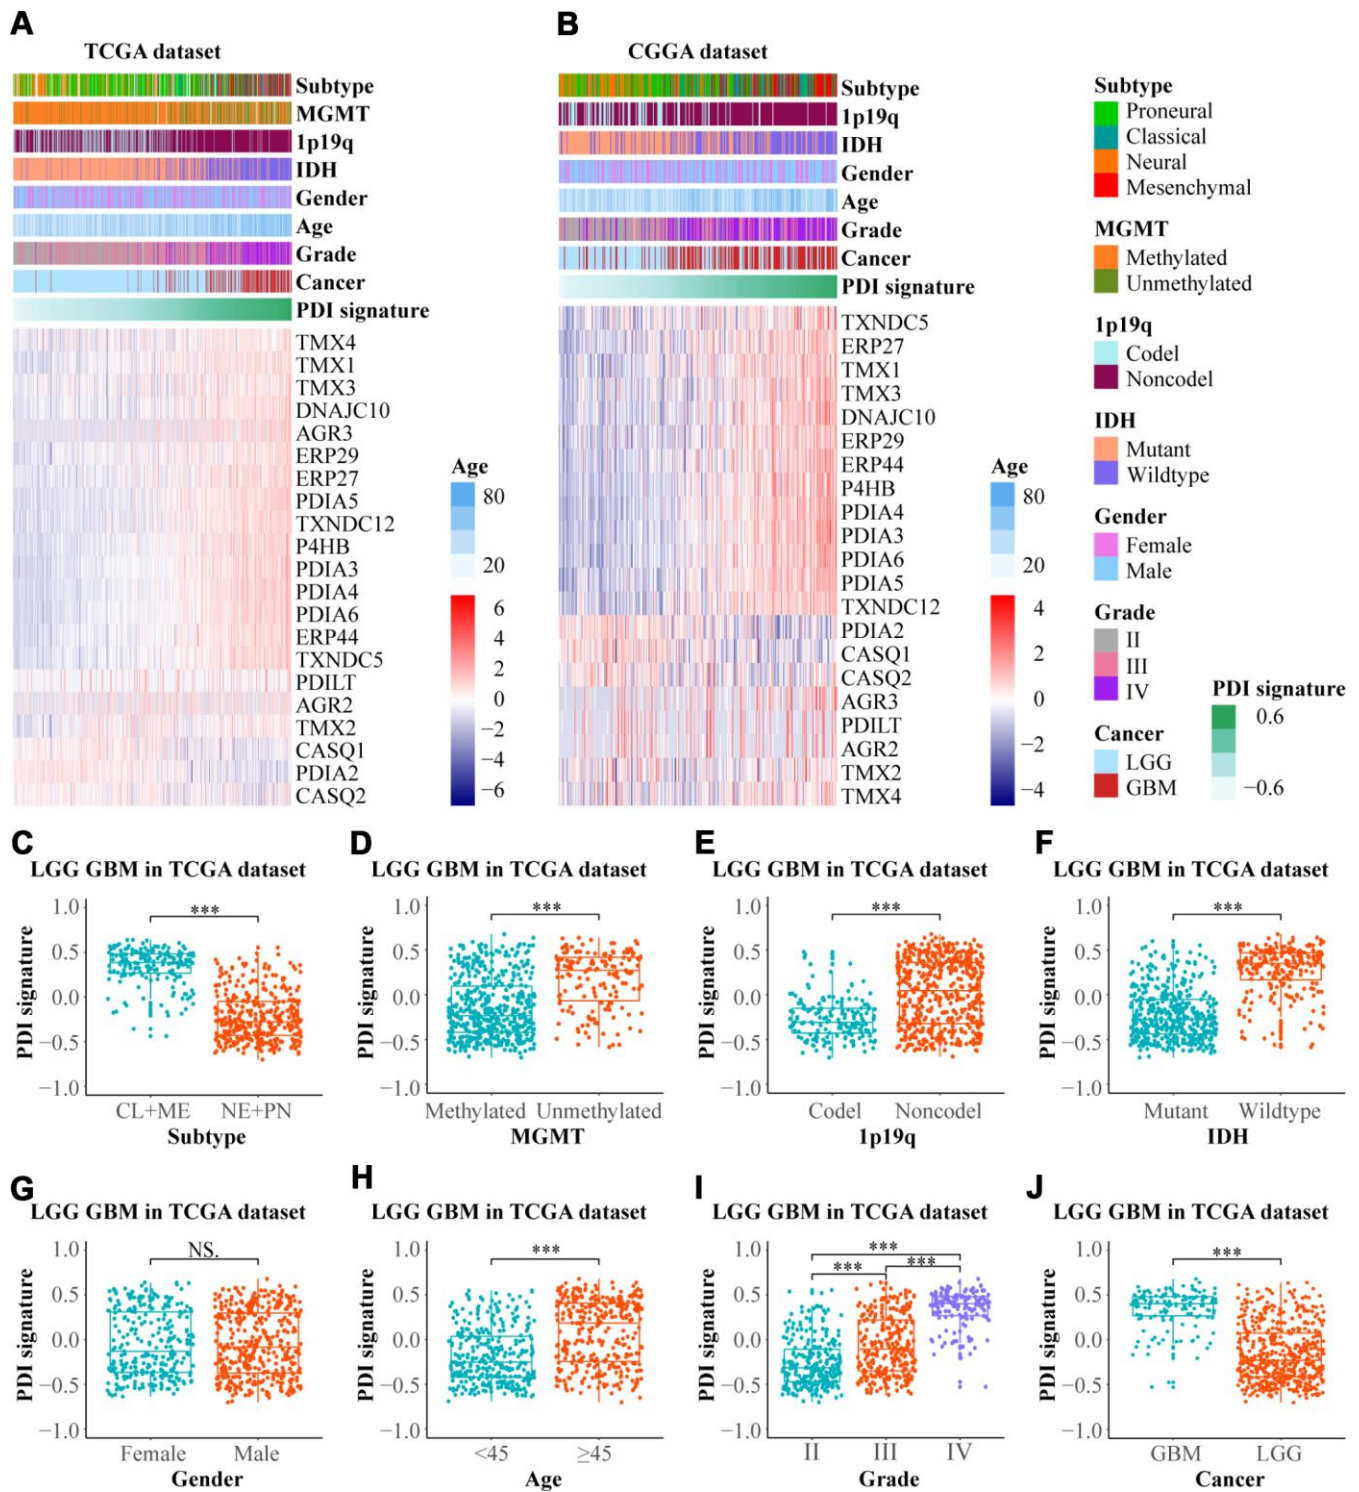 A
TCGA dataset
Subtype
MGMT
1p19q
IDH
Gender
Age
Grade
Cancer
PDI signature
TMX4
TMX1
TMX3
DNAJC10
AGR3
ERP29
ERP27
PDIA5
TXNDC12
P4HB
PDIA3
PDIA4
PDIA6
ERP44
TXNDC5
PDILT
AGR2
TMX2
CASQ1
PDIA2
CASQ2
Age
80
20
6
4
2
0
−2
−4
−6
B
CGGA dataset
Subtype
1p19q
IDH
Gender
Age
Grade
Cancer
PDI signature
TXNDC5
ERP27
TMX1
TMX3
DNAJC10
ERP29
ERP44
P4HB
PDIA4
PDIA3
PDIA6
PDIA5
TXNDC12
PDIA2
CASQ1
CASQ2
AGR3
PDILT
AGR2
TMX2
TMX4
Age
80
20
4
2
0
−2
−4
Subtype
Proneural
Classical
Neural
Mesenchymal
MGMT
Methylated
Unmethylated
1p19q
Codel
Noncodel
IDH
Mutant
Wildtype
Gender
Female
Male
Grade
II
III
IV
Cancer
LGG
GBM
PDI signature
0.6
−0.6
C
LGG GBM in TCGA dataset
PDI signature
1.0
0.5
0.0
−0.5
−1.0
***
CL+ME NE+PN
Subtype
D
LGG GBM in TCGA dataset
PDI signature
1.0
0.5
0.0
−0.5
−1.0
***
Methylated Unmethylated
MGMT
E
LGG GBM in TCGA dataset
PDI signature
1.0
0.5
0.0
−0.5
−1.0
***
Codel Noncodel
1p19q
F
LGG GBM in TCGA dataset
PDI signature
1.0
0.5
0.0
−0.5
−1.0
***
Mutant Wildtype
IDH
G
LGG GBM in TCGA dataset
PDI signature
1.0
0.5
0.0
−0.5
−1.0
NS.
Female Male
Gender
H
LGG GBM in TCGA dataset
PDI signature
1.0
0.5
0.0
−0.5
−1.0
***
<45 ≥45
Age
I
LGG GBM in TCGA dataset
PDI signature
1.0
0.5
0.0
−0.5
−1.0
***
*** ***
II III IV
Grade
J
LGG GBM in TCGA dataset
PDI signature
1.0
0.5
0.0
−0.5
−1.0
***
GBM LGG
Cancer